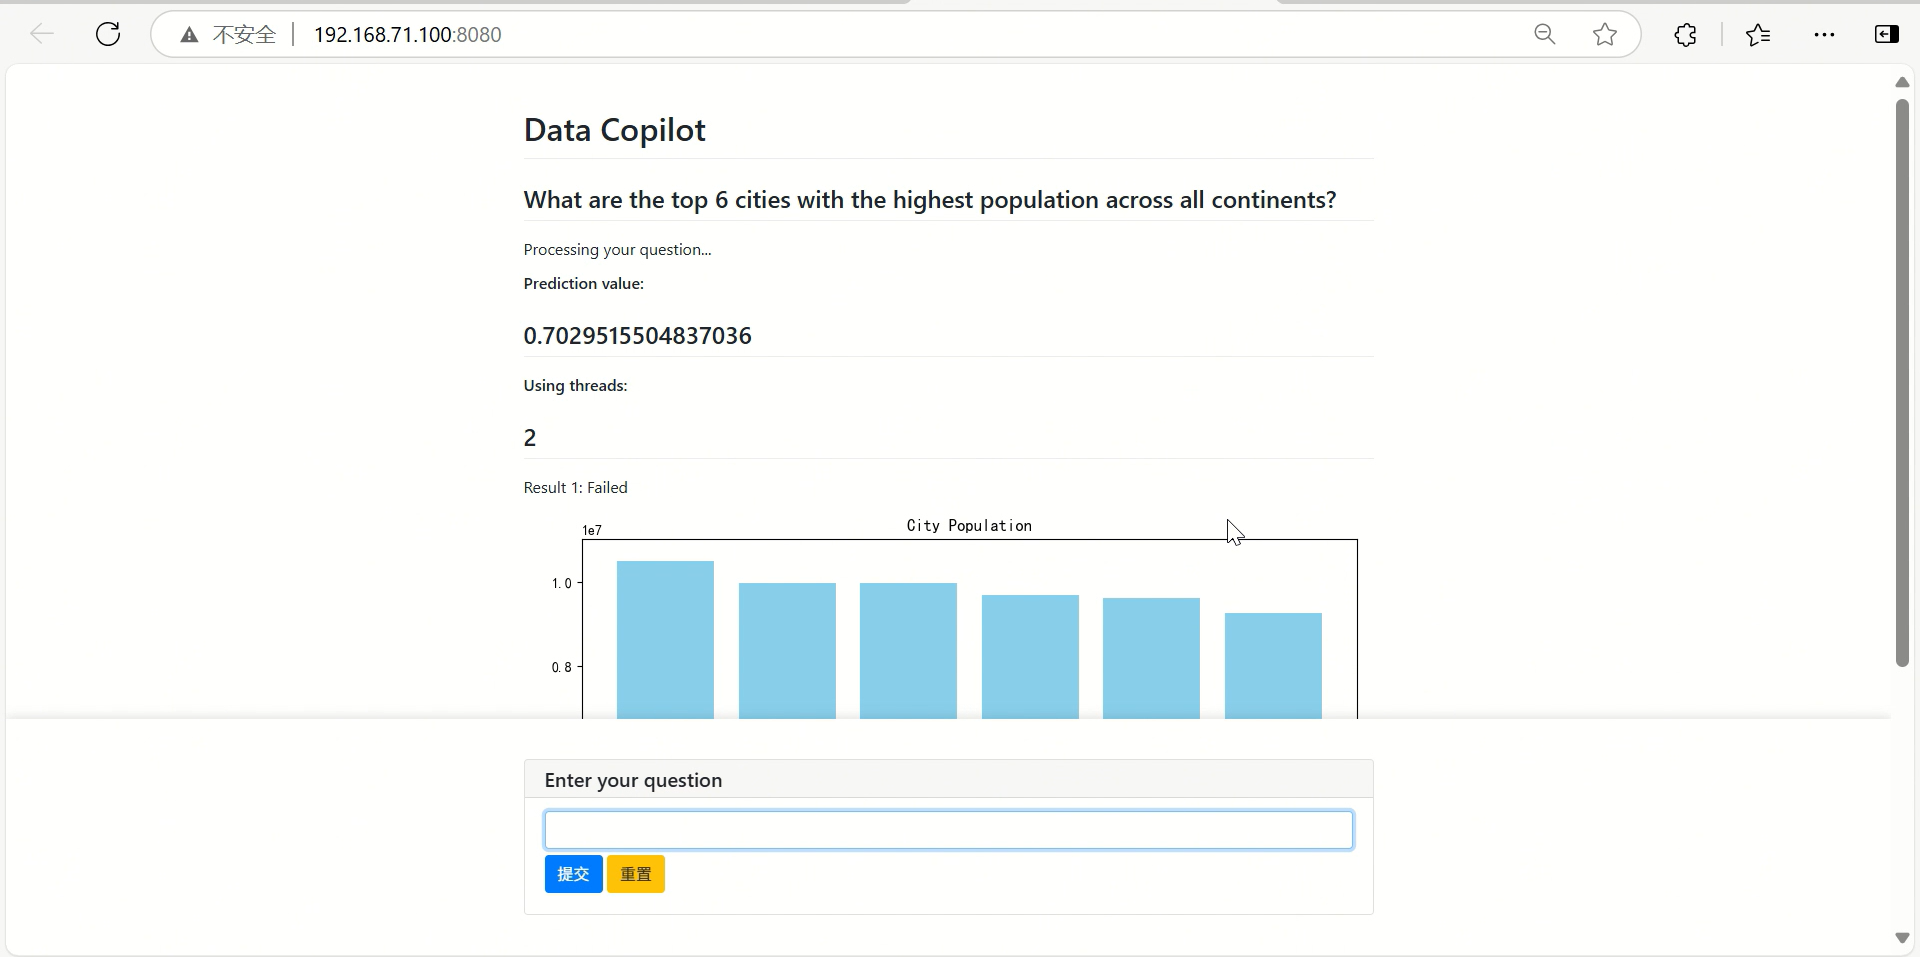 不安全 192.168.71.100:8080
Data Copilot
What are the top 6 cities with the highest population across all continents?
Processing your question...
Prediction value:
0.7029515504837036
Using threads:
2
Result 1: Failed
City Population
1e7
1.0
0.8
Enter your question
提交 重置